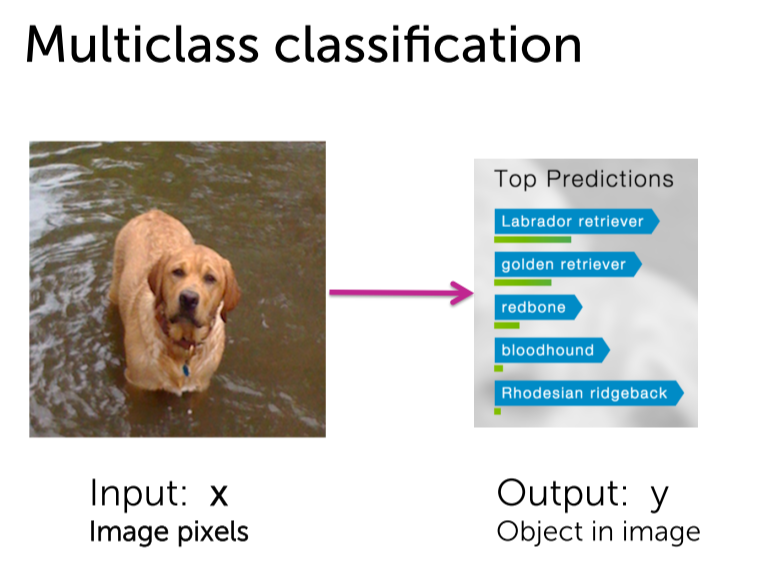 Multiclass classification
Top Predictions
Labrador retriever
golden retriever
redbone
bloodhound
Rhodesian ridgeback
Input: x
Image pixels
Output: y
Object in image